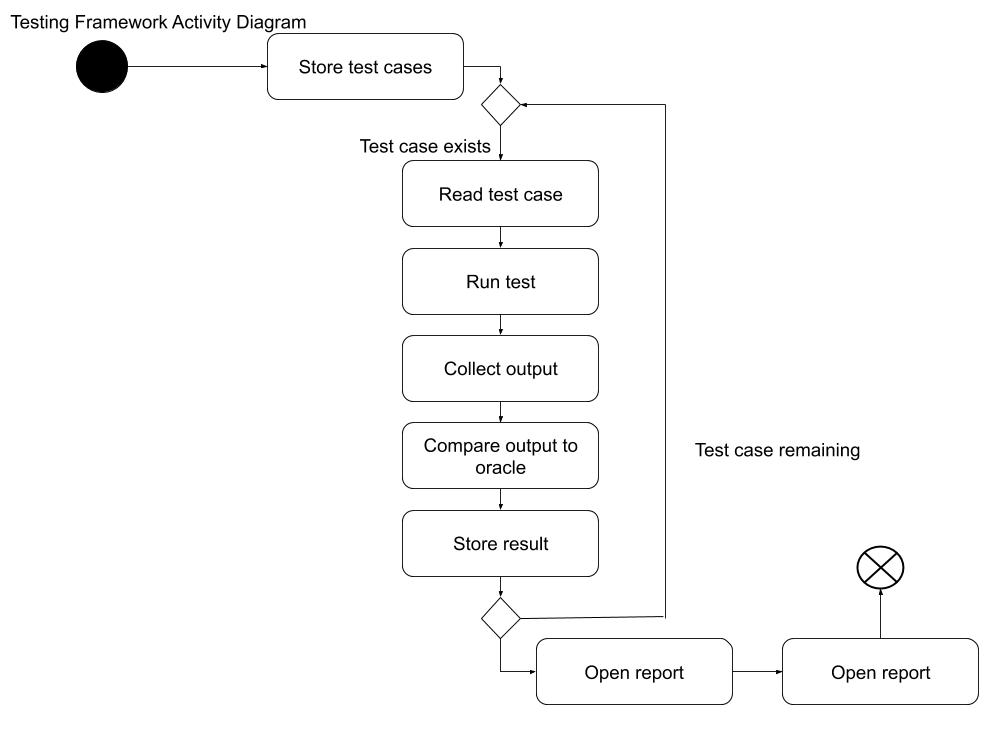 Testing Framework Activity Diagram
Store test cases
Test case exists
Read test case
Run test
Collect output
Compare output to
oracle
Test case remaining
Store result
Open report
Open report